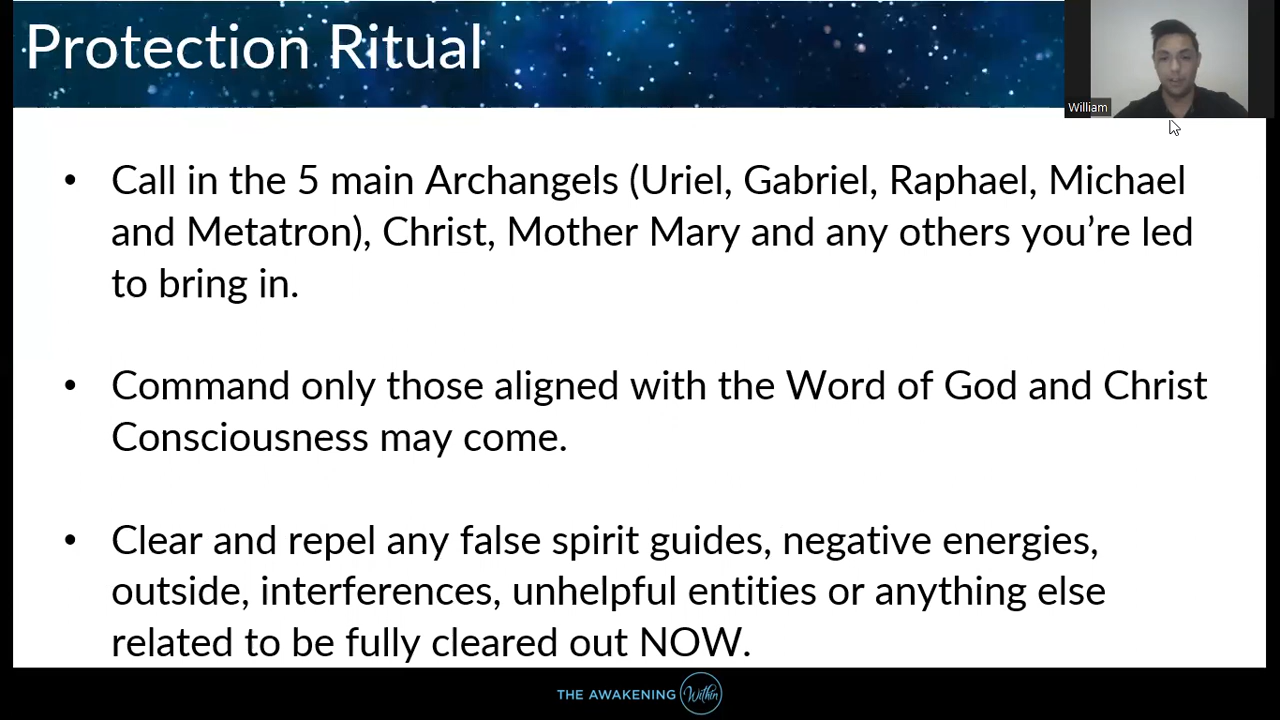 Protection Ritual
William
• Call in the 5 main Archangels (Uriel, Gabriel, Raphael, Michael
and Metatron), Christ, Mother Mary and any others you’re led
to bring in.
• Command only those aligned with the Word of God and Christ
Consciousness may come.
• Clear and repel any false spirit guides, negative energies,
outside, interferences, unhelpful entities or anything else
related to be fully cleared out NOW.
THE AWAKENING Within